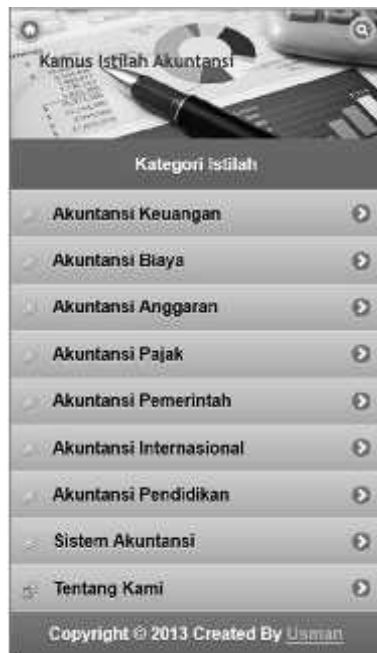 Kamus Istilah Akuntansi
Kategori Istilah
Akuntansi Keuangan
Akuntansi Biaya
Akuntansi Anggaran
Akuntansi Pajak
Akuntansi Pemerintah
Akuntansi Internasional
Akuntansi Pendidikan
Sistem Akuntansi
Tentang Kami
Copyright © 2013 Created By Usman